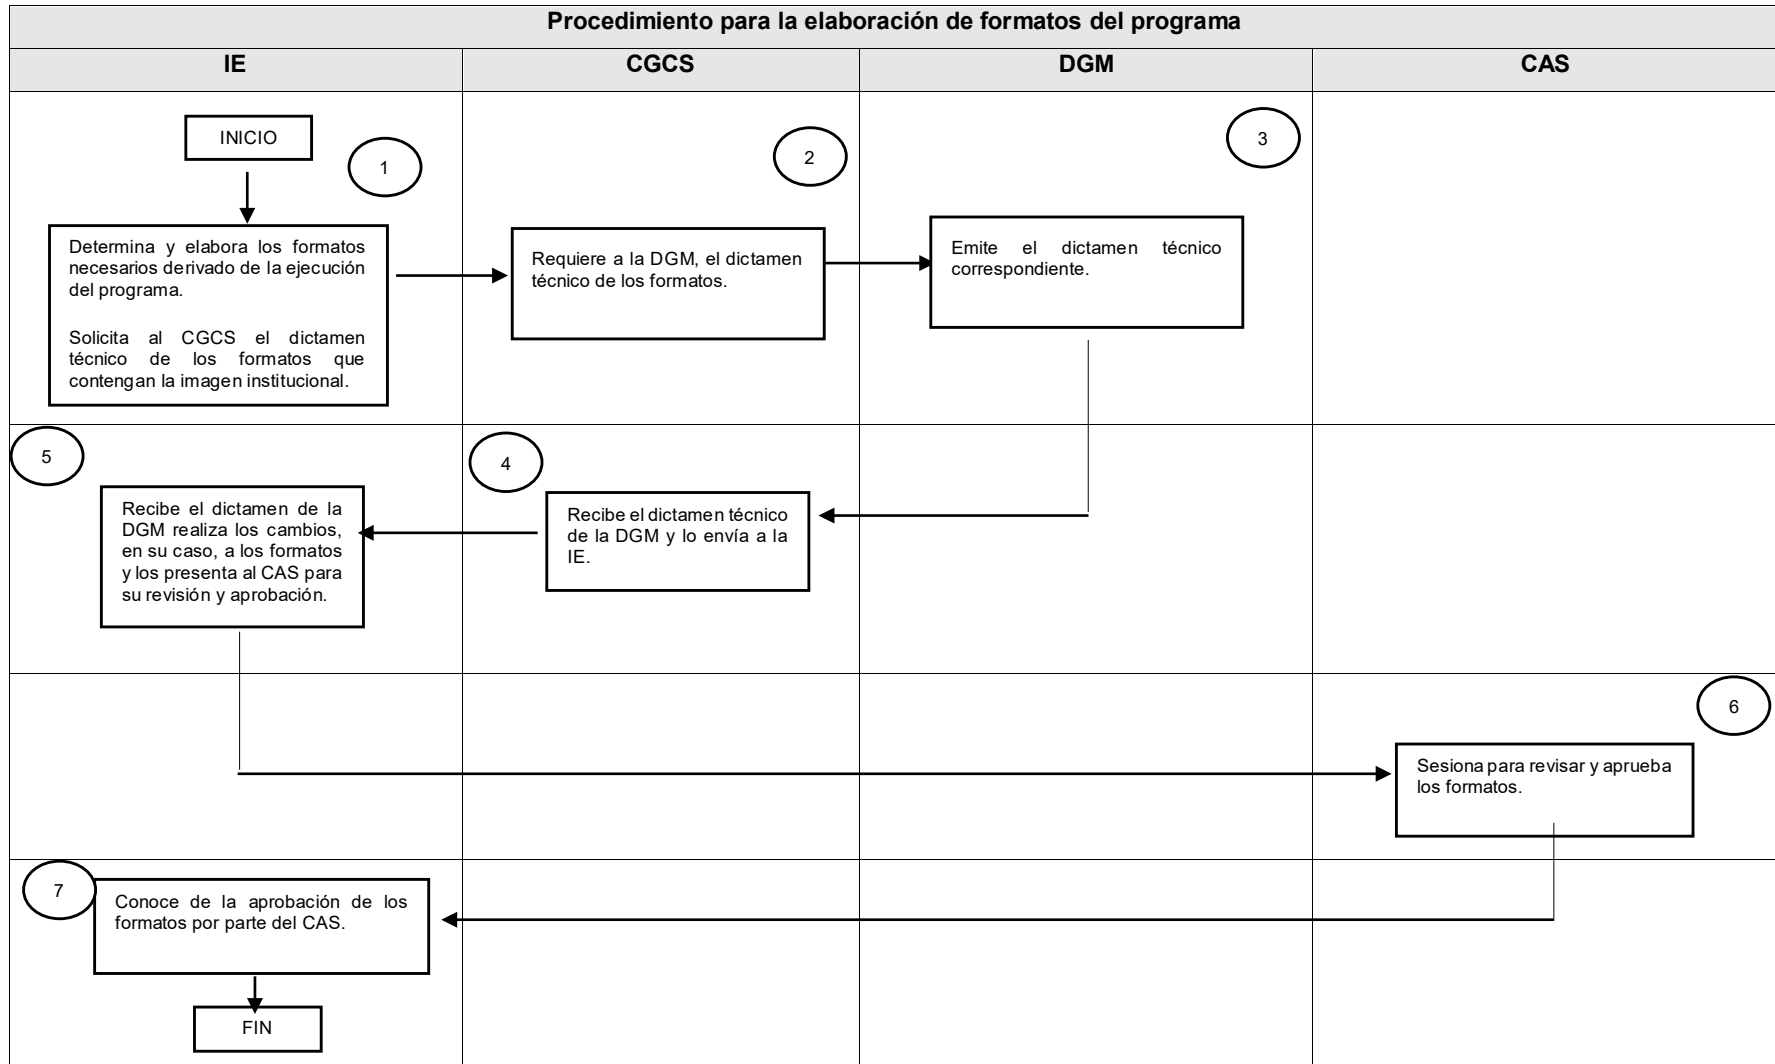 Procedimiento para la elaboración de formatos del programa
IE
CGCS
DGM
CAS
INICIO
1
Determina y elabora los formatos
necesarios derivado de la ejecución
del programa.
Solicita al CGCS el dictamen
técnico de los formatos que
contengan la imagen institucional.
2
Requiere a la DGM, el dictamen
técnico de los formatos.
3
Emite el dictamen técnico
correspondiente.
5
Recibe el dictamen de la
DGM realiza los cambios,
en su caso, a los formatos
y los presenta al CAS para
su revisión y aprobación.
4
Recibe el dictamen técnico
de la DGM y lo envía a la
IE.
6
Sesiona para revisar y aprueba
los formatos.
7
Conoce de la aprobación de los
formatos por parte del CAS.
FIN